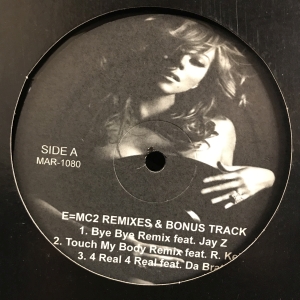 SIDE A
MAR-1080
E=MC2 REMIXES & BONUS TRACK
1. Bye Bye Remix feat. Jay Z
2. Touch My Body Remix feat. R. Ke
3. 4 Real 4 Real feat. Da Bra